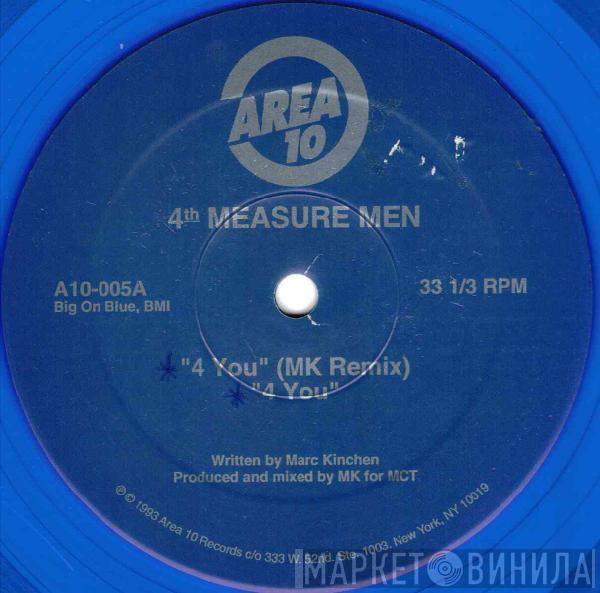 AREA
10
4th MEASURE MEN
A10-005A
33 1/3 RPM
Big On Blue, BMI
* "4 You" (MK Remix)
* "4 You"
Written by Marc Kinchen
Produced and mixed by MK for MCT
℗ © 1993 Area 10 Records c/o 333 W. 52nd. Ste. 1003. New York, NY 10019
МАРКЕТ ВИНИЛА